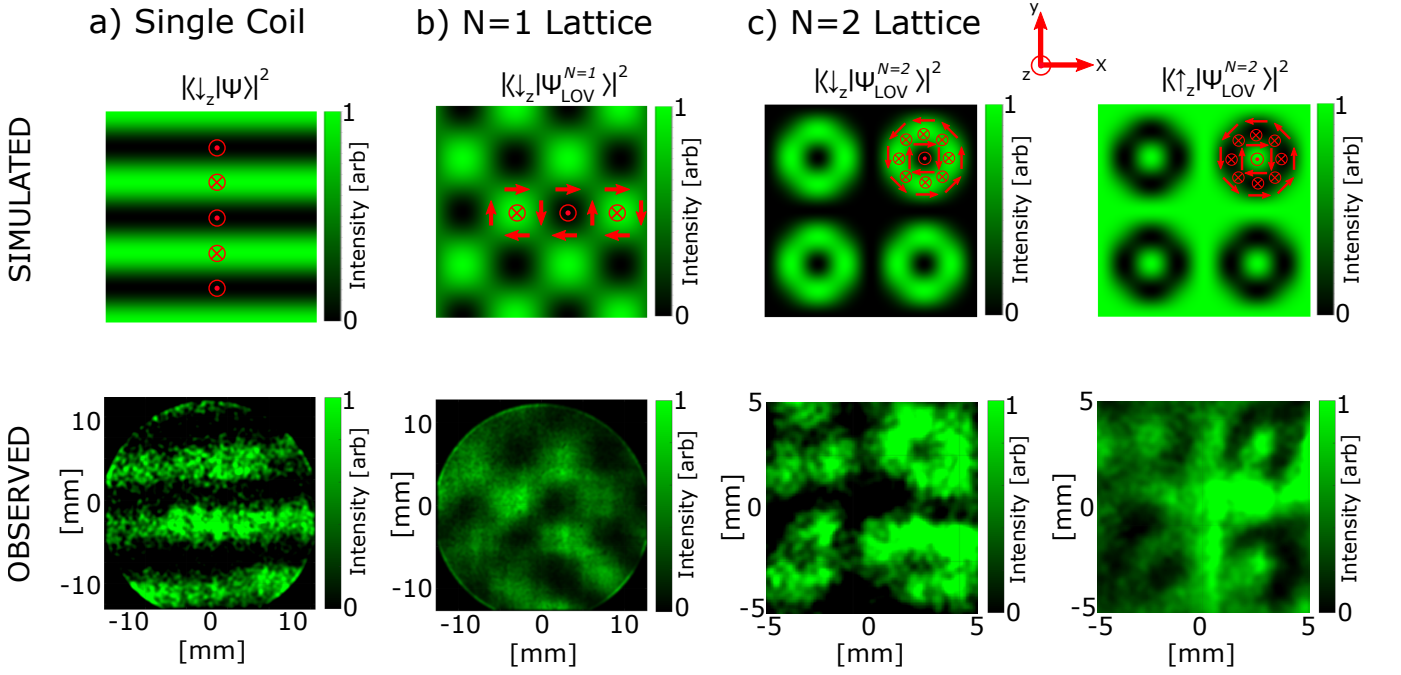 a) Single Coil
b) N=1 Lattice
c) N=2 Lattice
y
x
z
SIMULATED
|⟨↓z|Ψ⟩|²
|⟨↓z|Ψ_LOV^{N=1}⟩|²
|⟨↓z|Ψ_LOV^{N=2}⟩|²
|⟨↑z|Ψ_LOV^{N=2}⟩|²
1
Intensity [arb]
0
1
Intensity [arb]
0
1
Intensity [arb]
0
1
Intensity [arb]
0
OBSERVED
10
0
-10
[mm]
-10 0 10
[mm]
1
Intensity [arb]
0
10
0
-10
[mm]
-10 0 10
[mm]
1
Intensity [arb]
0
5
0
-5
[mm]
-5 0 5
[mm]
1
Intensity [arb]
0
5
0
-5
[mm]
-5 0 5
[mm]
1
Intensity [arb]
0